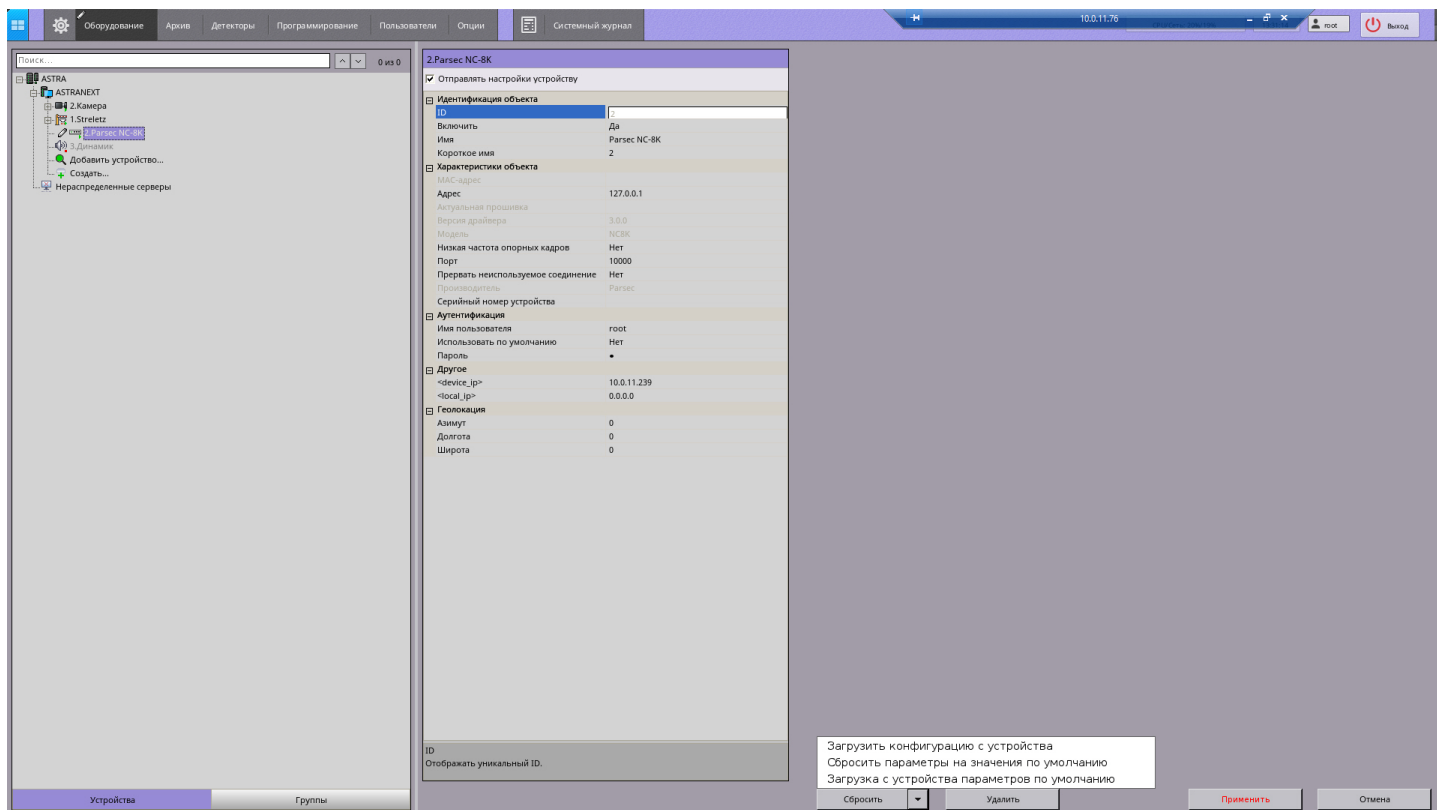 Оборудование Архив Детекторы Программирование Пользователи Опции Системный журнал 10.0.11.76 root Выход
Поиск... 0 из 0
ASTRA
ASTRANEXT
2.Камера
1.Streletz
2.Parsec NC-8K
3.Динамик
Добавить устройство...
Создать...
Нераспределенные серверы
Устройства Группы
2.Parsec NC-8K
Отправлять настройки устройству
Идентификация объекта
ID 2
Включить Да
Имя Parsec NC-8K
Короткое имя 2
Характеристики объекта
MAC-адрес
Адрес 127.0.0.1
Актуальная прошивка
Версия драйвера 3.0.0
Модель NC8K
Низкая частота опорных кадров Нет
Порт 10000
Прервать неиспользуемое соединение Нет
Производитель Parsec
Серийный номер устройства
Аутентификация
Имя пользователя root
Использовать по умолчанию Нет
Пароль •
Другое
<device_ip> 10.0.11.239
<local_ip> 0.0.0.0
Геолокация
Азимут 0
Долгота 0
Широта 0
ID
Отображать уникальный ID.
Загрузить конфигурацию с устройства
Сбросить параметры на значения по умолчанию
Загрузка с устройства параметров по умолчанию
Сбросить Удалить Применить Отмена